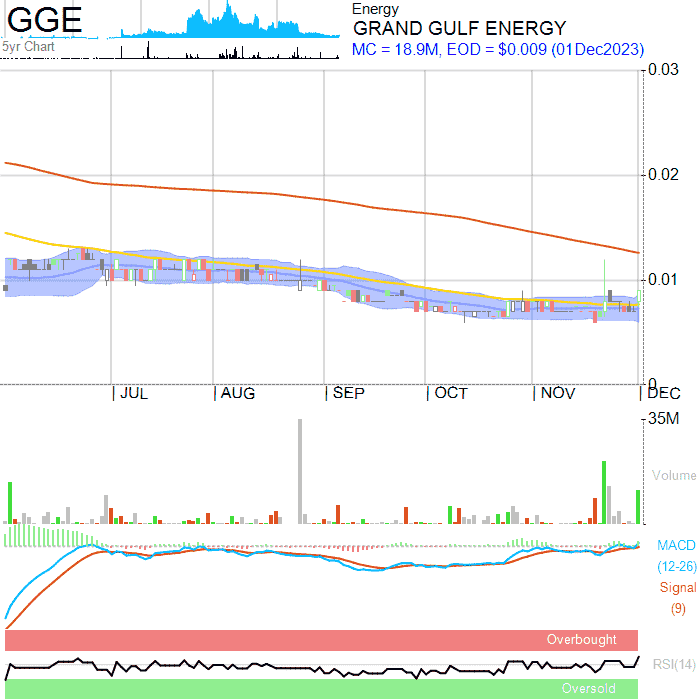 GGE
5yr Chart
Energy
GRAND GULF ENERGY
MC = 18.9M, EOD = $0.009 (01Dec2023)
0.03
0.02
0.01
0
JUL
AUG
SEP
OCT
NOV
DEC
35M
Volume
MACD
(12-26)
Signal
(9)
Overbought
RSI(14)
Oversold